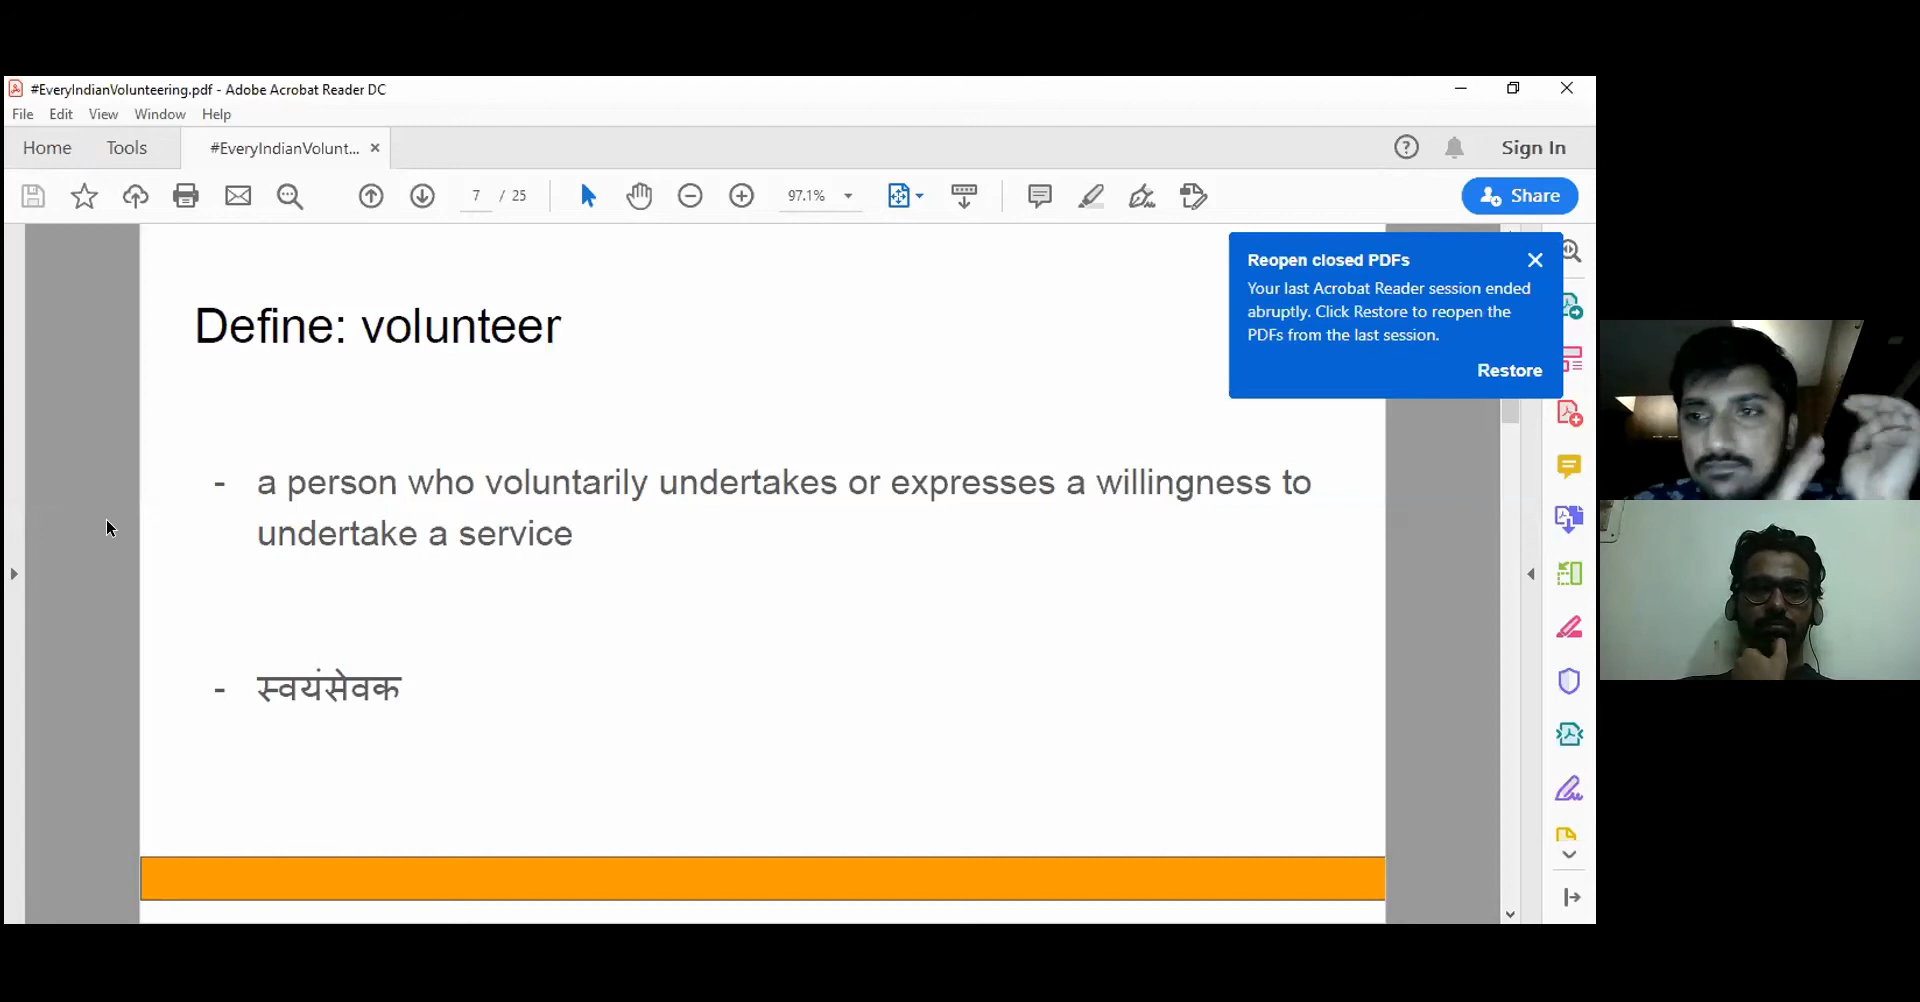 #EveryIndianVolunteering.pdf - Adobe Acrobat Reader DC
File Edit View Window Help
Home Tools #EveryIndianVolunt... Sign In
7 / 25 97.1% Share
Reopen closed PDFs
Your last Acrobat Reader session ended
abruptly. Click Restore to reopen the
PDFs from the last session.
Restore
Define: volunteer
- a person who voluntarily undertakes or expresses a willingness to
undertake a service
- स्वयंसेवक